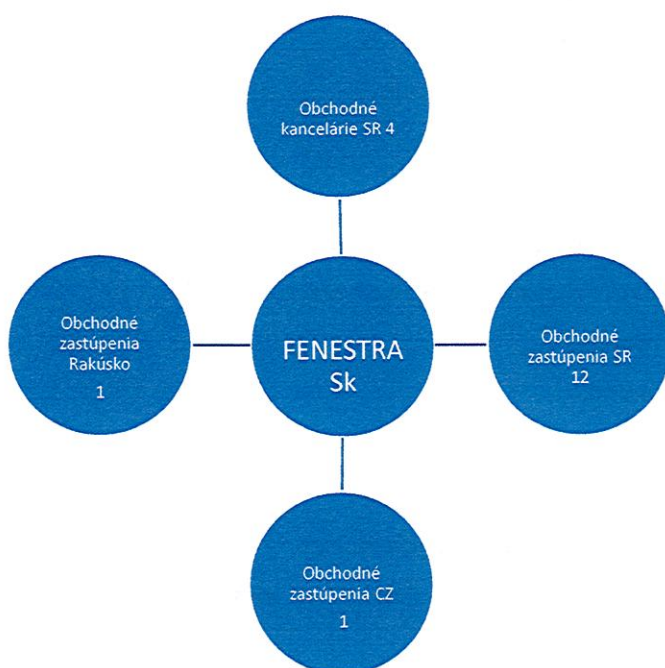 Obchodné
kancelárie SR 4
Obchodné
zastúpenia
Rakúsko
1
FENESTRA
Sk
Obchodné
zastúpenia SR
12
Obchodné
zastúpenia CZ
1